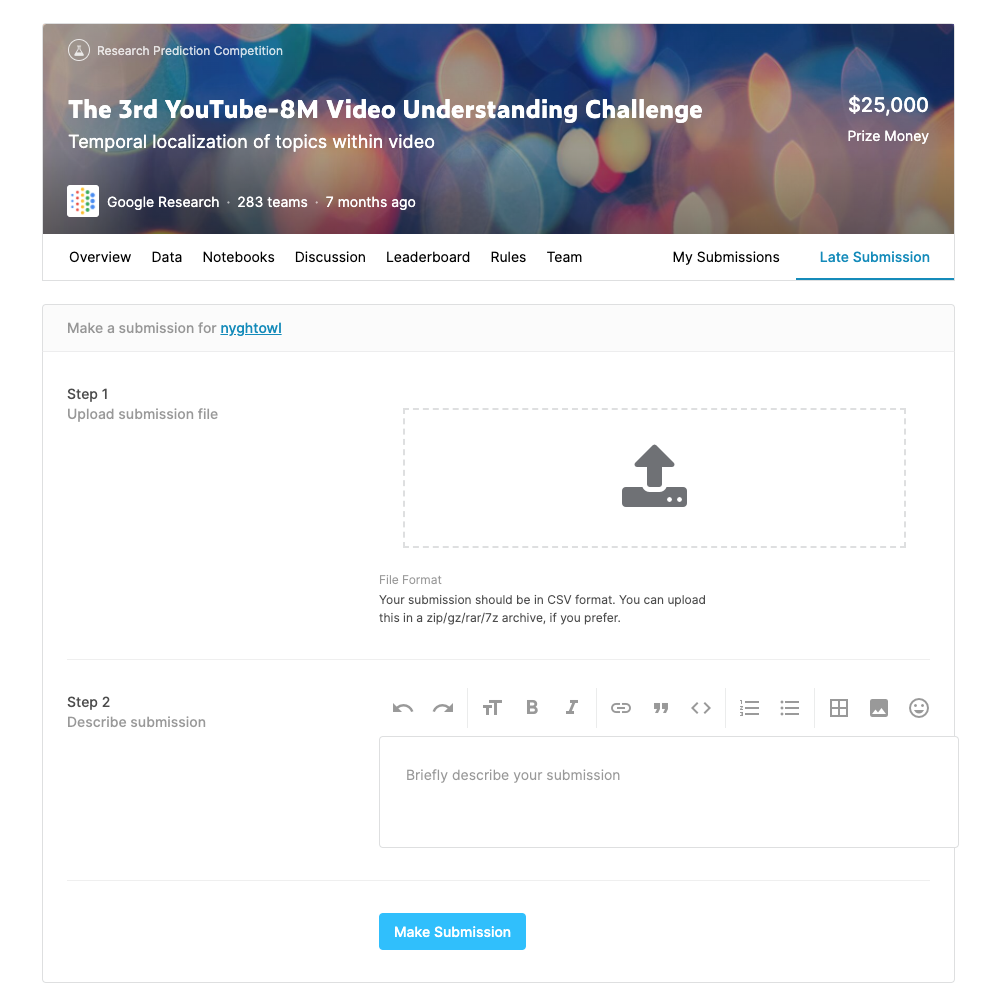 Research Prediction Competition
The 3rd YouTube-8M Video Understanding Challenge
$25,000
Temporal localization of topics within video
Prize Money
Google Research · 283 teams · 7 months ago
Overview Data Notebooks Discussion Leaderboard Rules Team My Submissions Late Submission
Make a submission for nyghtowl
Step 1
Upload submission file
File Format
Your submission should be in CSV format. You can upload
this in a zip/gz/rar/7z archive, if you prefer.
Step 2
Describe submission
Briefly describe your submission
Make Submission